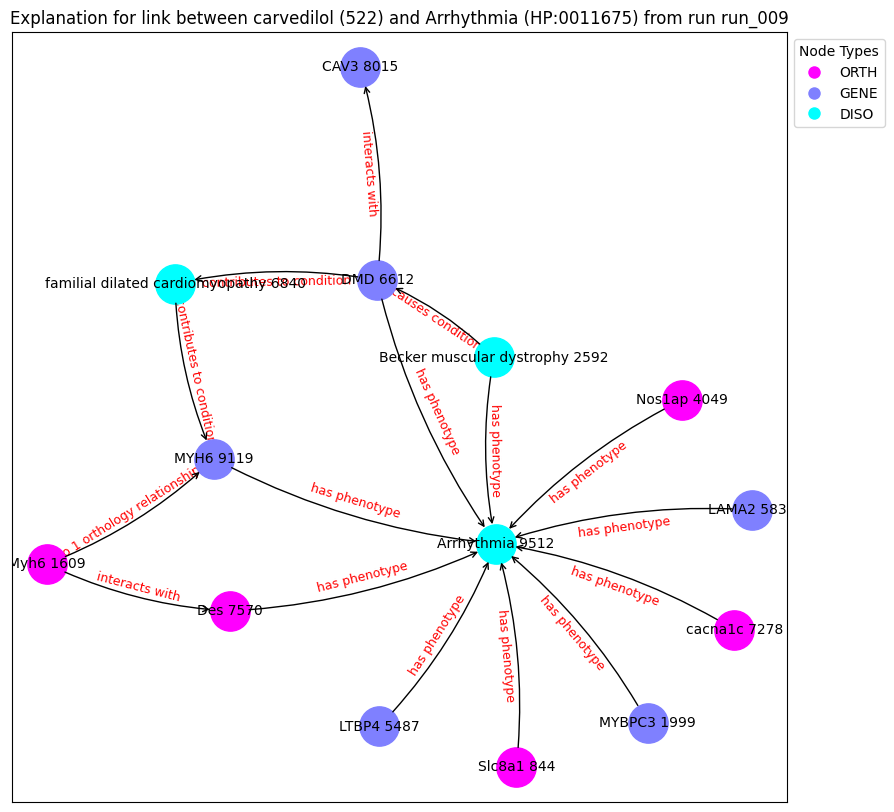 Explanation for link between carvedilol (522) and Arrhythmia (HP:0011675) from run run_009
Node Types
ORTH
GENE
DISO
CAV3 8015
interacts with
familial dilated cardiomyopathy 6840
contributes to condition
DMD 6612
causes condition
Becker muscular dystrophy 2592
contributes to condition
has phenotype
has phenotype
Nos1ap 4049
has phenotype
MYH6 9119
has phenotype
LAMA2 583
has phenotype
1 orthology relationship
Arrhythmia 9512
Myh6 1609
interacts with
has phenotype
has phenotype
Des 7570
cacna1c 7278
has phenotype
has phenotype
has phenotype
LTBP4 5487
MYBPC3 1999
Slc8a1 844